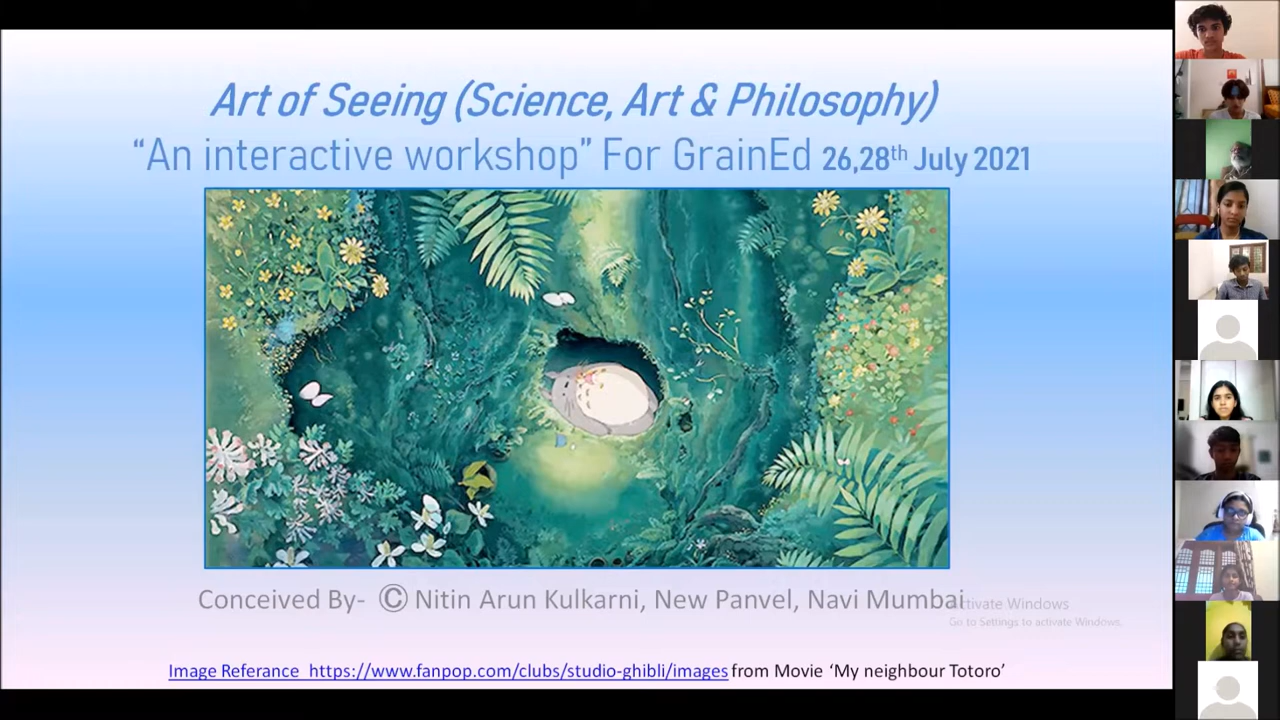 Art of Seeing (Science, Art & Philosophy)
“An interactive workshop” For GrainEd 26,28th July 2021
Conceived By- © Nitin Arun Kulkarni, New Panvel, Navi Mumbai
Activate Windows
Go to Settings to activate Windows.
Image Referance https://www.fanpop.com/clubs/studio-ghibli/images from Movie ‘My neighbour Totoro’